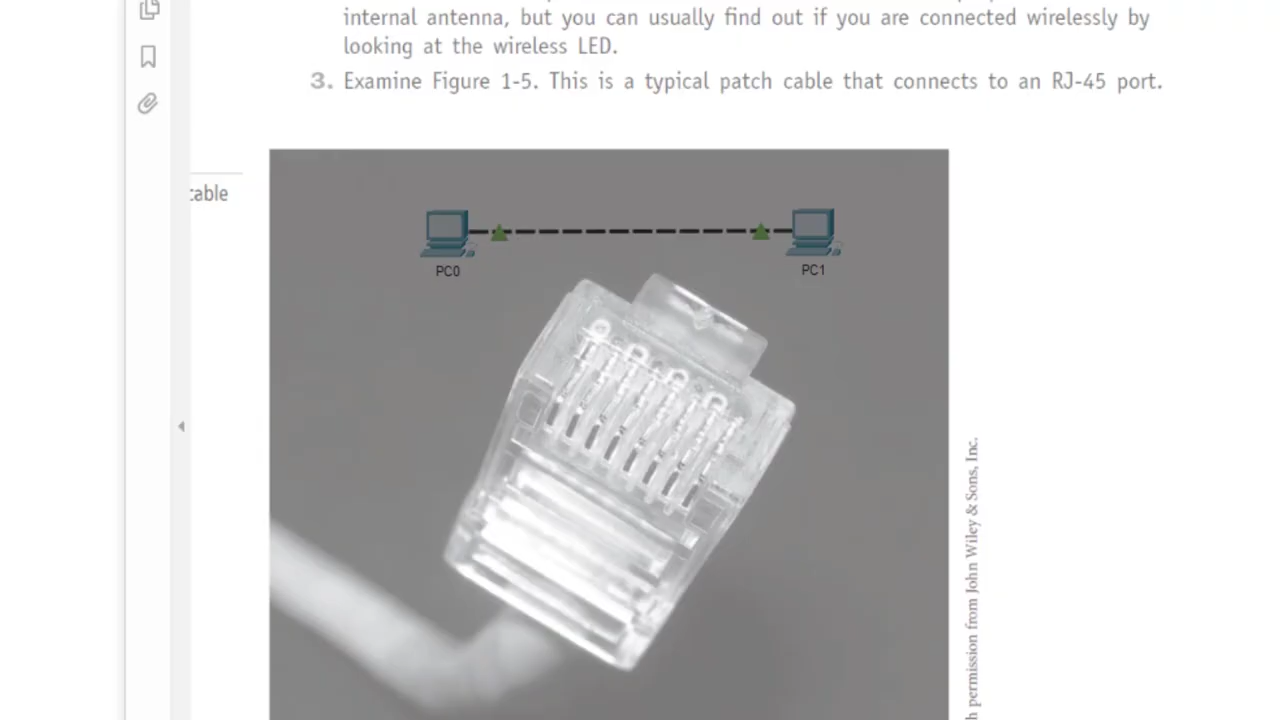 internal antenna, but you can usually find out if you are connected wirelessly by
looking at the wireless LED.
3. Examine Figure 1-5. This is a typical patch cable that connects to an RJ-45 port.
cable
PC0
PC1
permission from John Wiley & Sons, Inc.